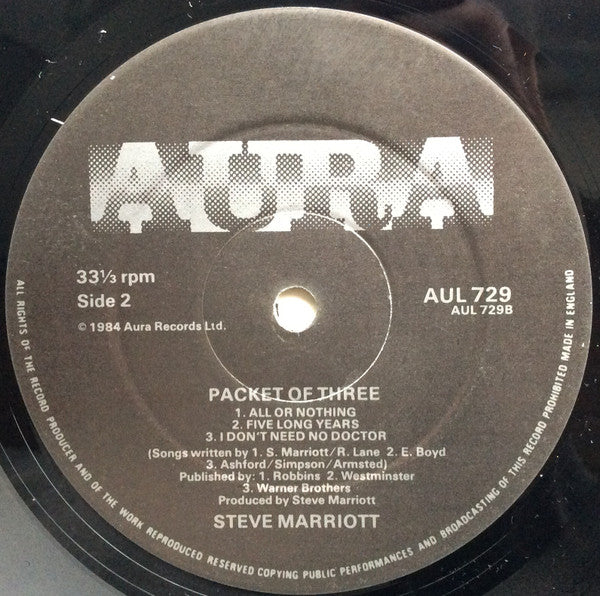 AURA
33⅓ rpm
Side 2
℗ 1984 Aura Records Ltd.
AUL 729
AUL 729B
PACKET OF THREE
1. ALL OR NOTHING
2. FIVE LONG YEARS
3. I DON'T NEED NO DOCTOR
(Songs written by 1. S. Marriott/R. Lane 2. E. Boyd
3. Ashford/Simpson/Armsted)
Published by: 1. Robbins 2. Westminster
3. Warner Brothers
Produced by Steve Marriott
STEVE MARRIOTT
ALL RIGHTS OF THE RECORD PRODUCER AND OF THE WORK REPRODUCED RESERVED COPYING PUBLIC PERFORMANCES AND BROADCASTING OF THIS RECORD PROHIBITED MADE IN ENGLAND